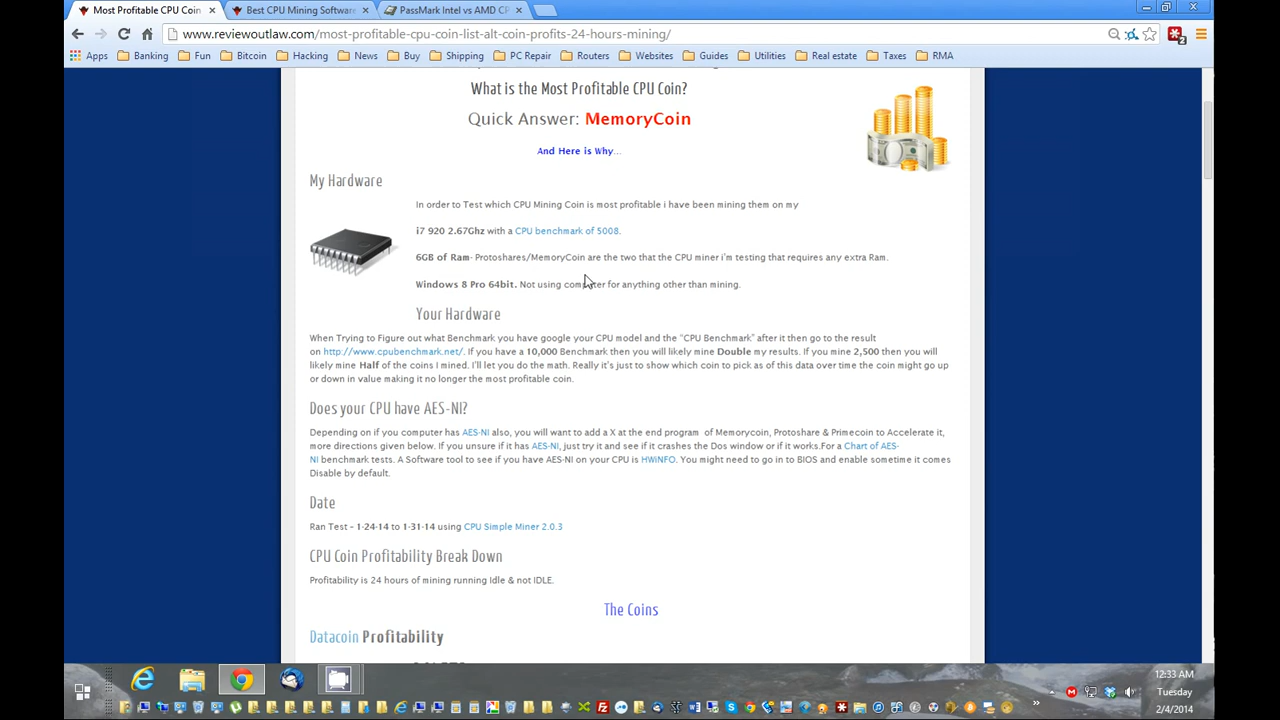 Most Profitable CPU Coin
Best CPU Mining Software
PassMark Intel vs AMD CP
www.reviewoutlaw.com/most-profitable-cpu-coin-list-alt-coin-profits-24-hours-mining/
2
Apps Banking Fun Bitcoin Hacking News Buy Shipping PC Repair Routers Websites Guides Utilities Real estate Taxes RMA
What is the Most Profitable CPU Coin?
Quick Answer: MemoryCoin
And Here is Why...
My Hardware
In order to Test which CPU Mining Coin is most profitable i have been mining them on my
i7 920 2.67Ghz with a CPU benchmark of 5008.
6GB of Ram- Protoshares/MemoryCoin are the two that the CPU miner i'm testing that requires any extra Ram.
Windows 8 Pro 64bit. Not using computer for anything other than mining.
Your Hardware
When Trying to Figure out what Benchmark you have google your CPU model and the "CPU Benchmark" after it then go to the result
on http://www.cpubenchmark.net/. If you have a 10,000 Benchmark then you will likely mine Double my results. If you mine 2,500 then you will
likely mine Half of the coins I mined. I'll let you do the math. Really it's just to show which coin to pick as of this data over time the coin might go up
or down in value making it no longer the most profitable coin.
Does your CPU have AES-NI?
Depending on if you computer has AES-NI also, you will want to add a X at the end program of Memorycoin, Protoshare & Primecoin to Accelerate it,
more directions given below. If you unsure if it has AES-NI, just try it and see if it crashes the Dos window or if it works.For a Chart of AES-
NI benchmark tests. A Software tool to see if you have AES-NI on your CPU is HWiNFO. You might need to go in to BIOS and enable sometime it comes
Disable by default.
Date
Ran Test – 1-24-14 to 1-31-14 using CPU Simple Miner 2.0.3
CPU Coin Profitability Break Down
Profitability is 24 hours of mining running Idle & not IDLE.
The Coins
Datacoin Profitability
12:33 AM
Tuesday
2/4/2014